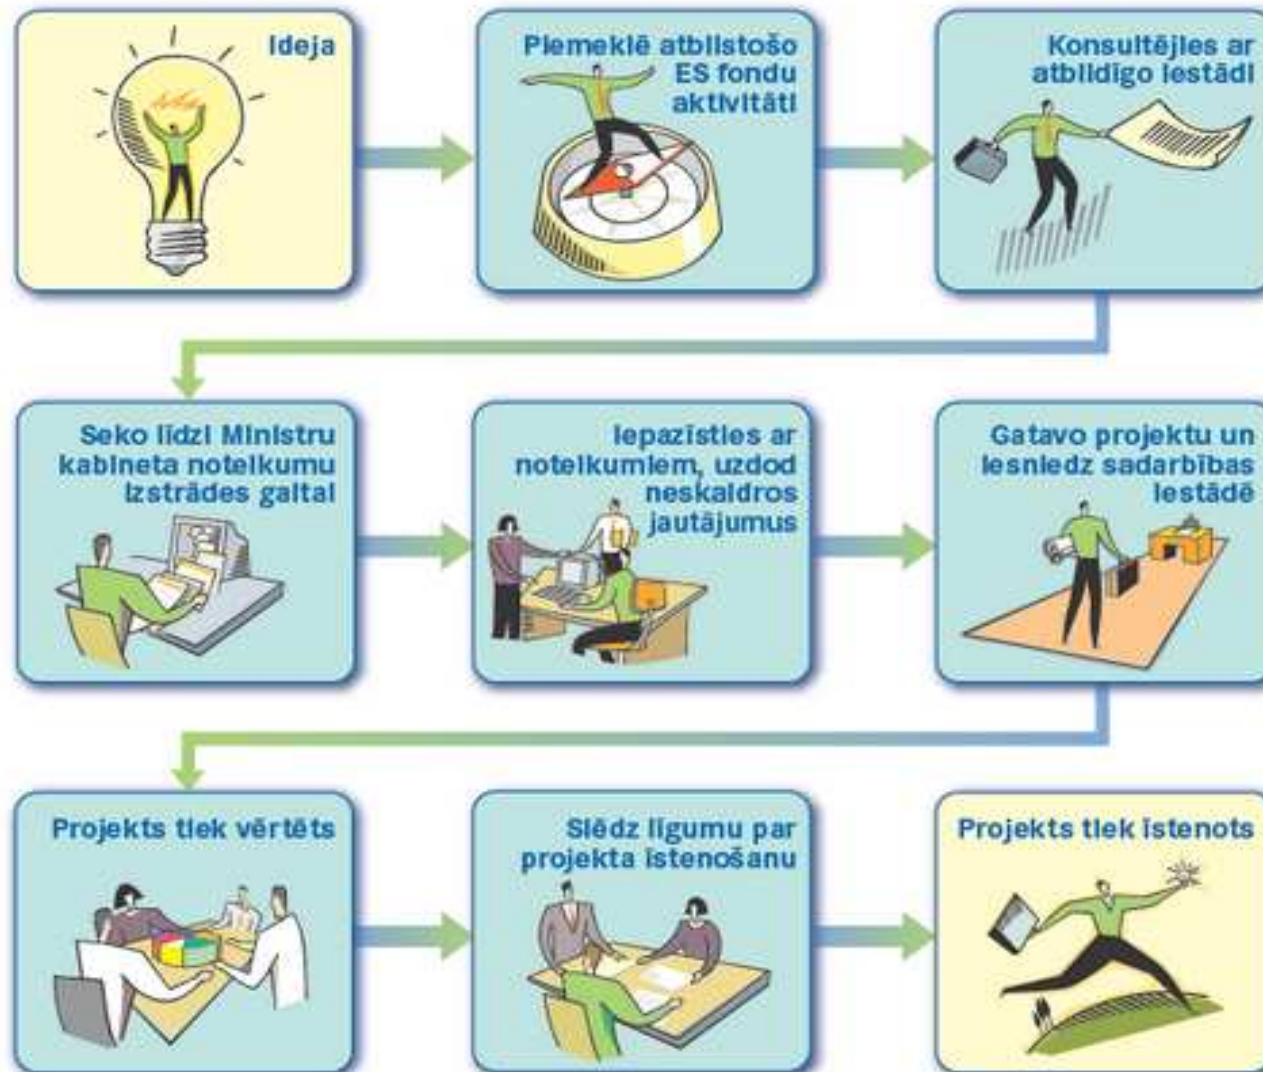 Ideja
Piemeklē atbilstošo
ES fondu
aktivitāti
Konsultējies ar
atbildīgo iestādi
Seko līdzi Ministru
kabineta noteikumu
izstrādes gaitai
Iepazīsties ar
noteikumiem, uzdod
neskaidros
jautājumus
Gatavo projektu un
iesniedz sadarbības
iestādē
Projekts tiek vērtēts
Slēdz līgumu par
projekta īstenošanu
Projekts tiek īstenots